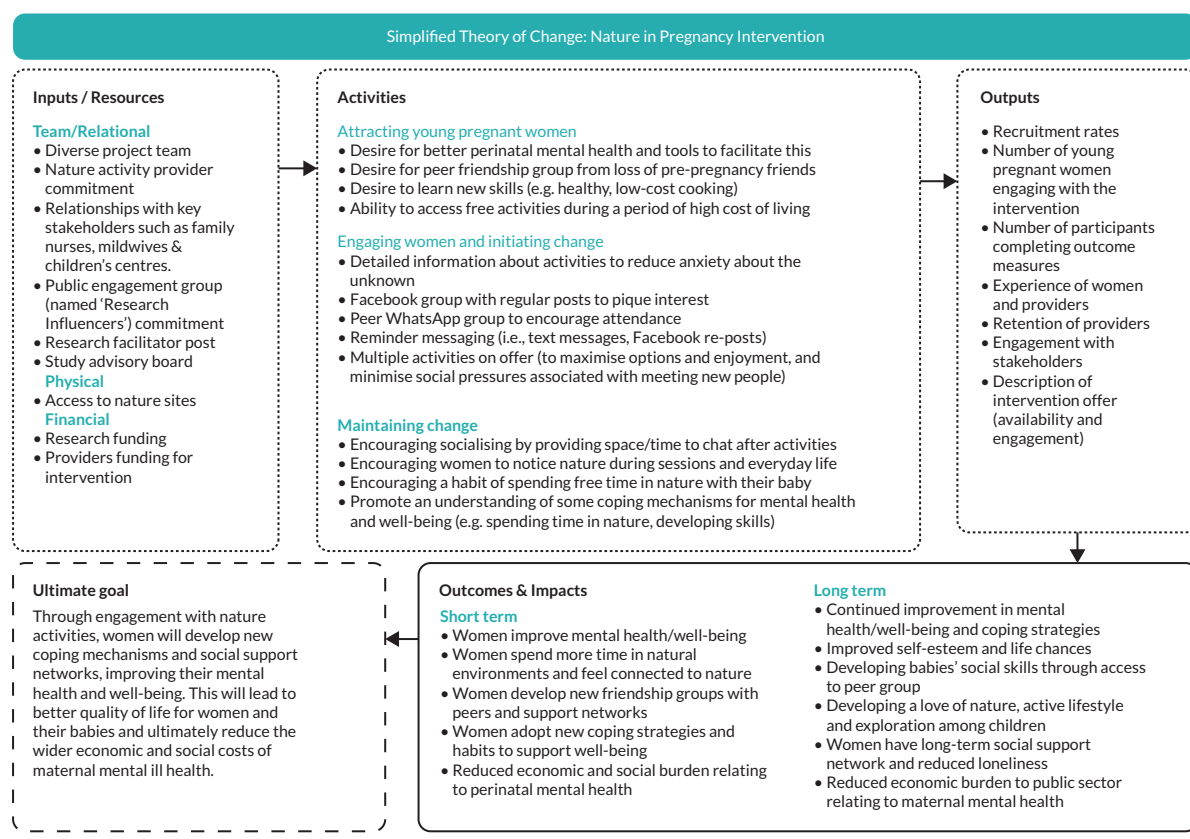 Simplified Theory of Change: Nature in Pregnancy Intervention
Inputs / Resources
Team/Relational
• Diverse project team
• Nature activity provider
commitment
• Relationships with key
stakeholders such as family
nurses, mildwives &
children's centres.
• Public engagement group
(named 'Research
Influencers') commitment
• Research facilitator post
• Study advisory board
Physical
• Access to nature sites
Financial
• Research funding
• Providers funding for
intervention
Activities
Attracting young pregnant women
• Desire for better perinatal mental health and tools to facilitate this
• Desire for peer friendship group from loss of pre-pregnancy friends
• Desire to learn new skills (e.g. healthy, low-cost cooking)
• Ability to access free activities during a period of high cost of living
Engaging women and initiating change
• Detailed information about activities to reduce anxiety about the
unknown
• Facebook group with regular posts to pique interest
• Peer WhatsApp group to encourage attendance
• Reminder messaging (i.e., text messages, Facebook re-posts)
• Multiple activities on offer (to maximise options and enjoyment, and
minimise social pressures associated with meeting new people)
Maintaining change
• Encouraging socialising by providing space/time to chat after activities
• Encouraging women to notice nature during sessions and everyday life
• Encouraging a habit of spending free time in nature with their baby
• Promote an understanding of some coping mechanisms for mental health
and well-being (e.g. spending time in nature, developing skills)
Outputs
• Recruitment rates
• Number of young
pregnant women
engaging with the
intervention
• Number of participants
completing outcome
measures
• Experience of women
and providers
• Retention of providers
• Engagement with
stakeholders
• Description of
intervention offer
(availability and
engagement)
Ultimate goal
Through engagement with nature
activities, women will develop new
coping mechanisms and social support
networks, improving their mental
health and well-being. This will lead to
better quality of life for women and
their babies and ultimately reduce the
wider economic and social costs of
maternal mental ill health.
Outcomes & Impacts
Short term
• Women improve mental health/well-being
• Women spend more time in natural
environments and feel connected to nature
• Women develop new friendship groups with
peers and support networks
• Women adopt new coping strategies and
habits to support well-being
• Reduced economic and social burden relating
to perinatal mental health
Long term
• Continued improvement in mental
health/well-being and coping strategies
• Improved self-esteem and life chances
• Developing babies' social skills through access
to peer group
• Developing a love of nature, active lifestyle
and exploration among children
• Women have long-term social support
network and reduced loneliness
• Reduced economic burden to public sector
relating to maternal mental health